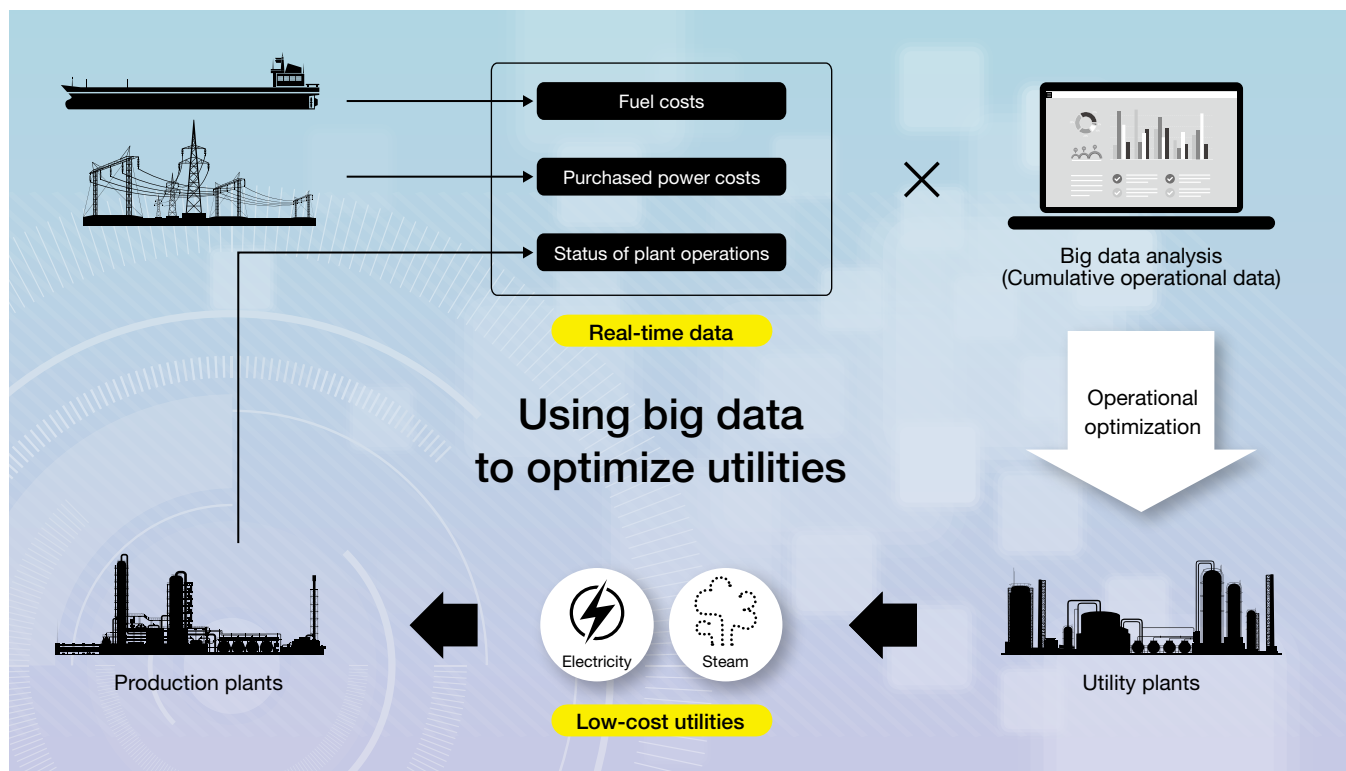 Fuel costs
Purchased power costs
Status of plant operations
Real-time data
Big data analysis
(Cumulative operational data)
Operational
optimization
Using big data
to optimize utilities
Production plants
Electricity
Steam
Low-cost utilities
Utility plants